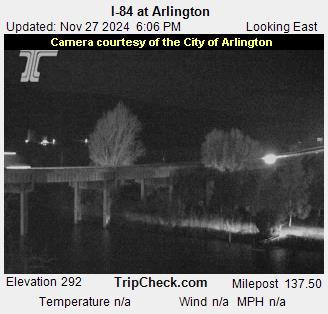 I-84 at Arlington
Updated: Nov 27 2024 6:06 PM Looking East
Camera courtesy of the City of Arlington
Elevation 292 TripCheck.com Milepost 137.50
Temperature n/a Wind n/a MPH n/a